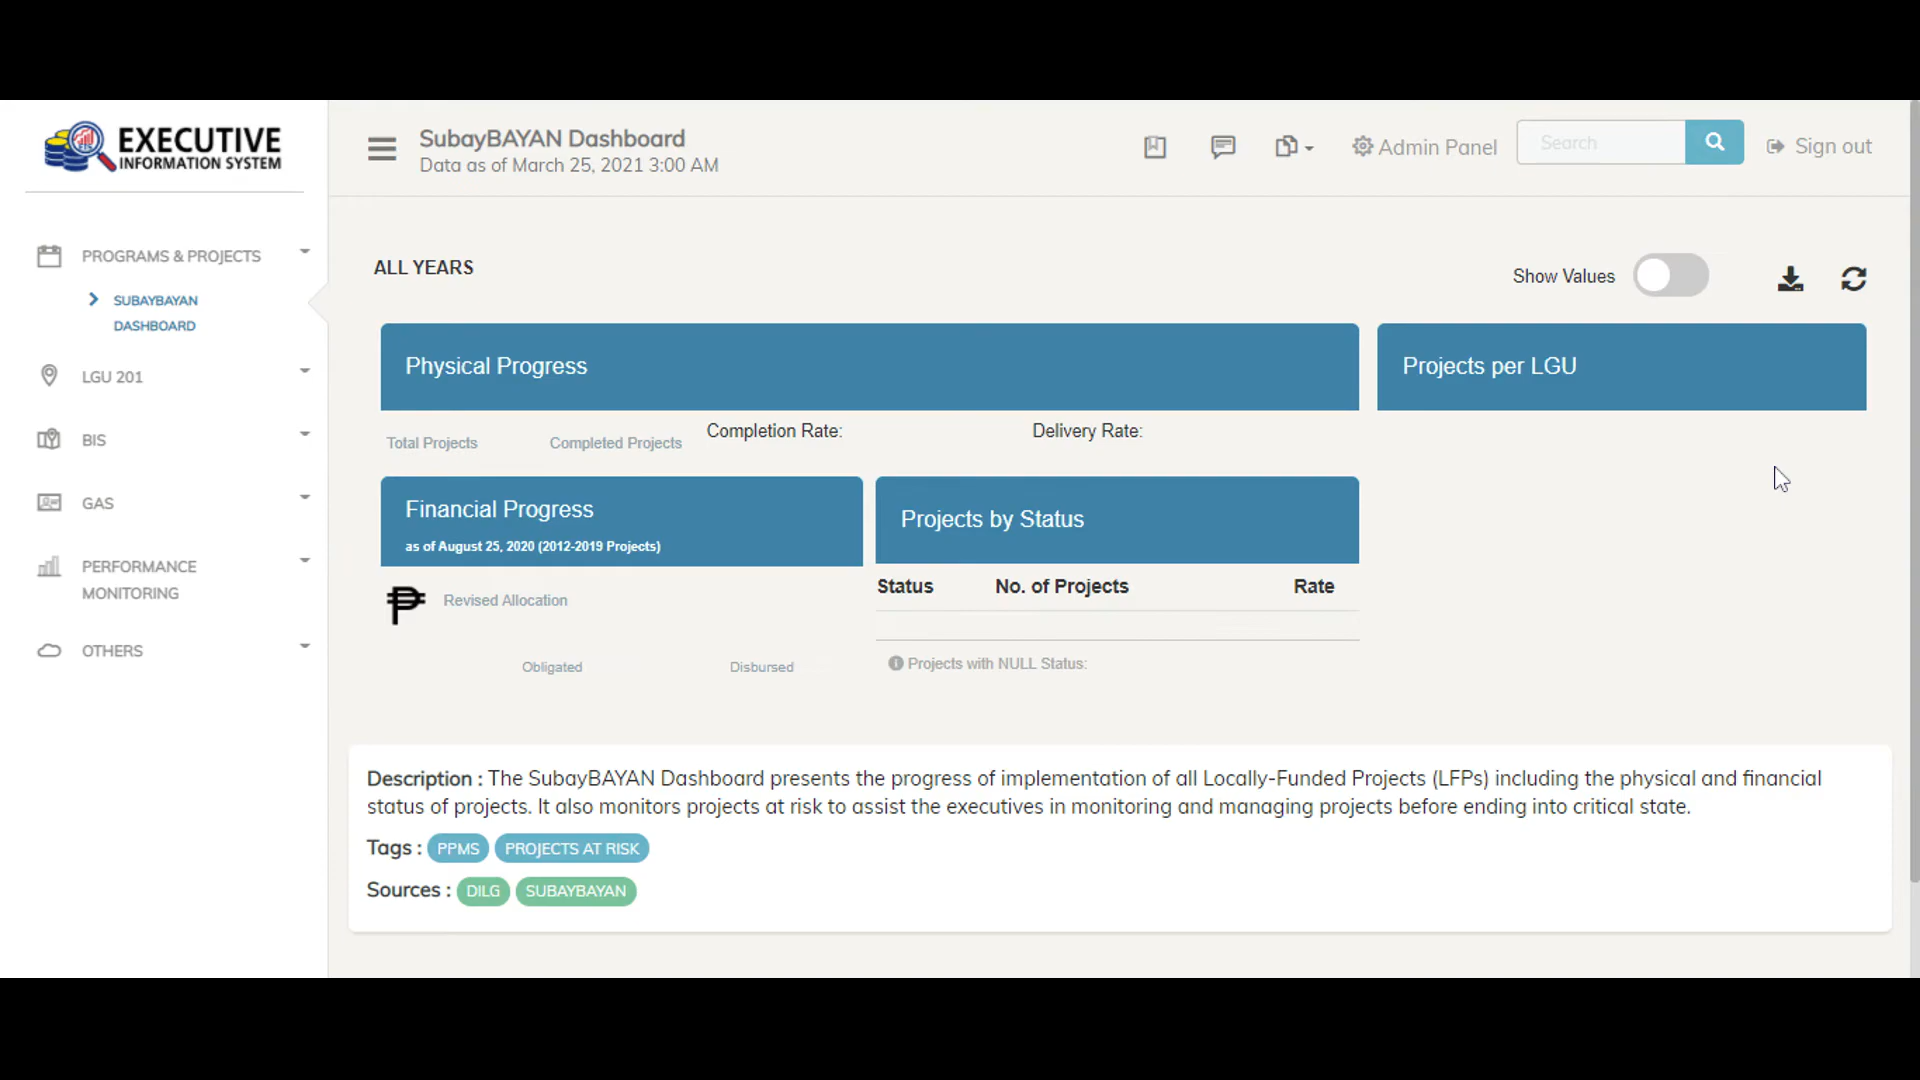 EXECUTIVE
INFORMATION SYSTEM
SubayBAYAN Dashboard
Data as of March 25, 2021 3:00 AM
Admin Panel
Search
Sign out
PROGRAMS & PROJECTS
SUBAYBAYAN
DASHBOARD
LGU 201
BIS
GAS
PERFORMANCE
MONITORING
OTHERS
ALL YEARS
Show Values
Physical Progress
Projects per LGU
Total Projects
Completed Projects
Completion Rate:
Delivery Rate:
Financial Progress
as of August 25, 2020 (2012-2019 Projects)
Projects by Status
₱ Revised Allocation
Obligated
Disbursed
Status No. of Projects Rate
Projects with NULL Status:
Description : The SubayBAYAN Dashboard presents the progress of implementation of all Locally-Funded Projects (LFPs) including the physical and financial
status of projects. It also monitors projects at risk to assist the executives in monitoring and managing projects before ending into critical state.
Tags : PPMS PROJECTS AT RISK
Sources : DILG SUBAYBAYAN